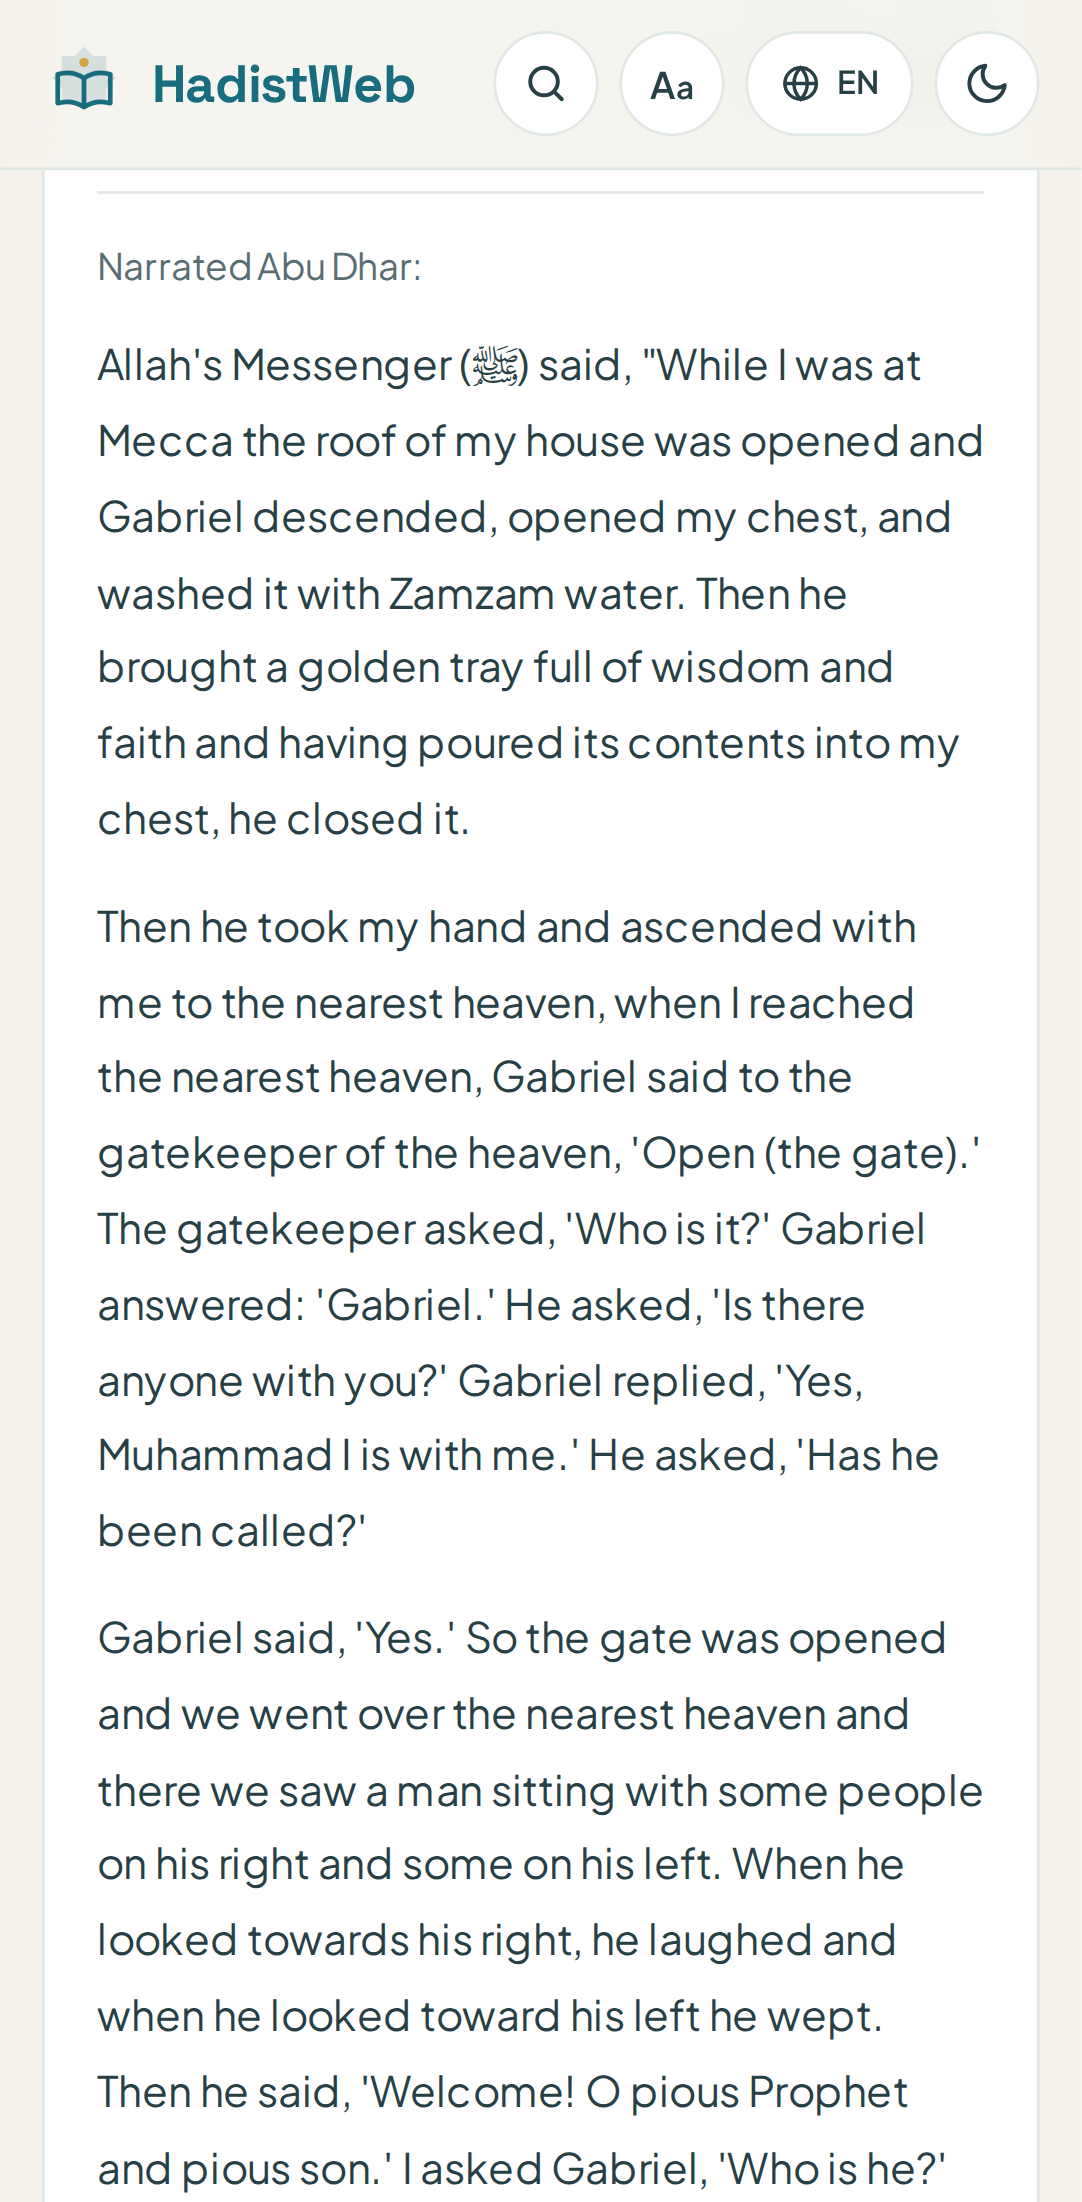 HadistWeb
Aa
EN
Narrated Abu Dhar:
Allah's Messenger (ﷺ) said, "While I was at
Mecca the roof of my house was opened and
Gabriel descended, opened my chest, and
washed it with Zamzam water. Then he
brought a golden tray full of wisdom and
faith and having poured its contents into my
chest, he closed it.
Then he took my hand and ascended with
me to the nearest heaven, when I reached
the nearest heaven, Gabriel said to the
gatekeeper of the heaven, 'Open (the gate).'
The gatekeeper asked, 'Who is it?' Gabriel
answered: 'Gabriel.' He asked, 'Is there
anyone with you?' Gabriel replied, 'Yes,
Muhammad I is with me.' He asked, 'Has he
been called?'
Gabriel said, 'Yes.' So the gate was opened
and we went over the nearest heaven and
there we saw a man sitting with some people
on his right and some on his left. When he
looked towards his right, he laughed and
when he looked toward his left he wept.
Then he said, 'Welcome! O pious Prophet
and pious son.' I asked Gabriel, 'Who is he?'